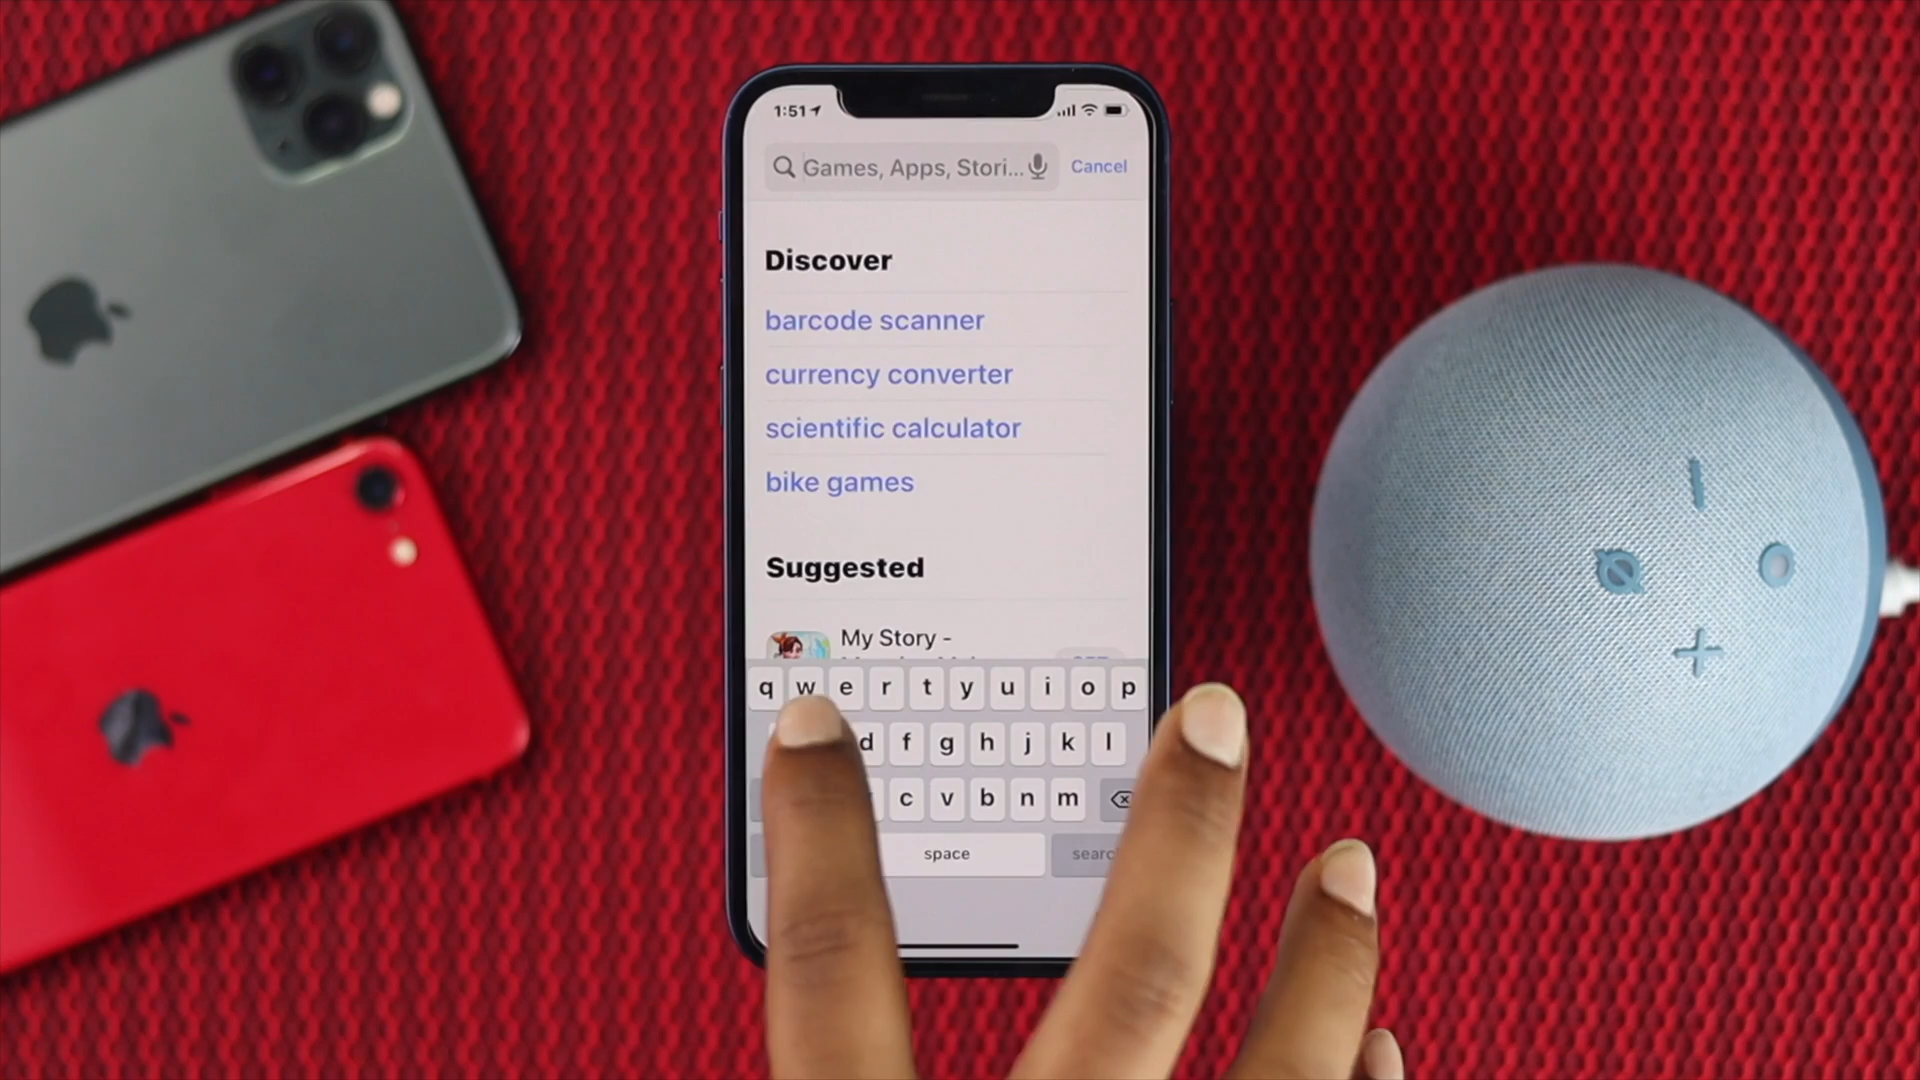 1:51
Games, Apps, Stori...
Cancel
Discover
barcode scanner
currency converter
scientific calculator
bike games
Suggested
My Story -
q w e r t y u i o p
d f g h j k l
c v b n m
space
searc